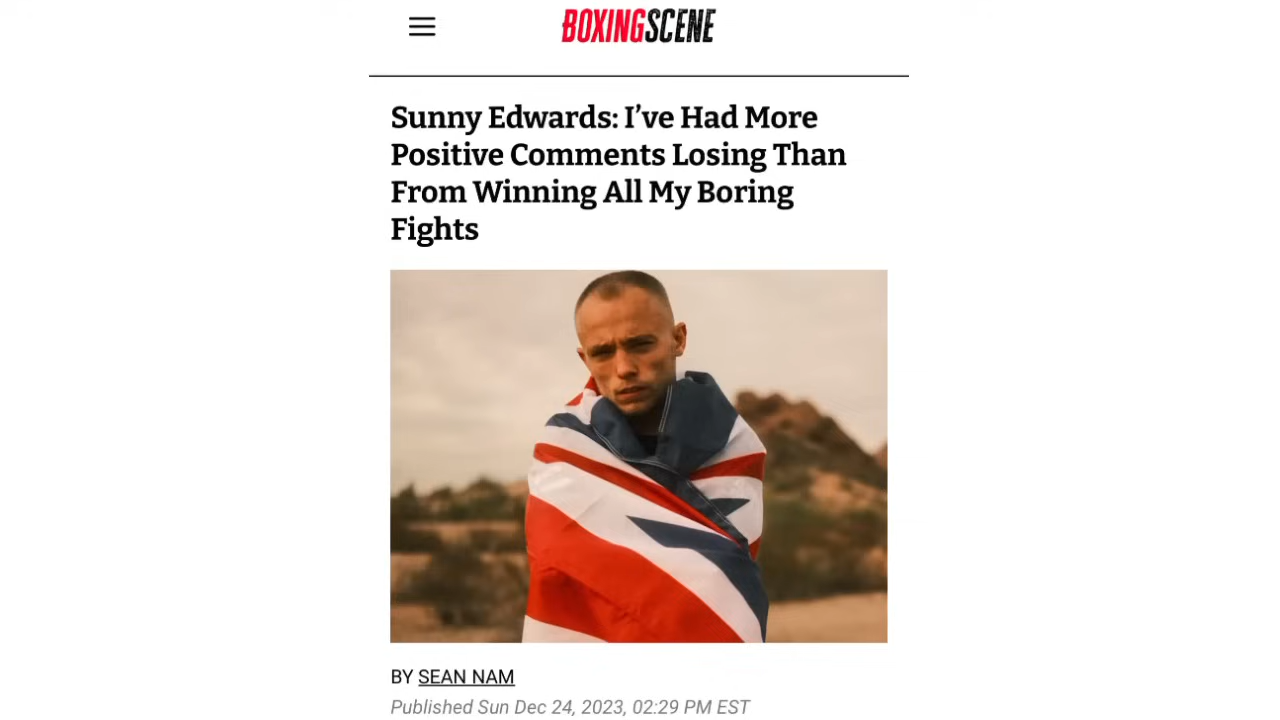 BOXINGSCENE
Sunny Edwards: I’ve Had More
Positive Comments Losing Than
From Winning All My Boring
Fights
BY SEAN NAM
Published Sun Dec 24, 2023, 02:29 PM EST